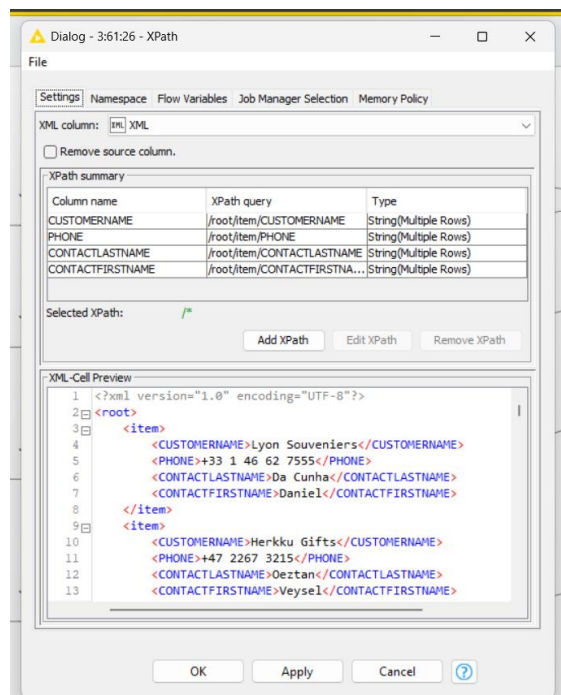 Dialog - 3:61:26 - XPath
File
Settings Namespace Flow Variables Job Manager Selection Memory Policy
XML column: XML XML
Remove source column.
XPath summary
Column name XPath query Type
CUSTOMERNAME /root/item/CUSTOMERNAME String(Multiple Rows)
PHONE /root/item/PHONE String(Multiple Rows)
CONTACTLASTNAME /root/item/CONTACTLASTNAME String(Multiple Rows)
CONTACTFIRSTNAME /root/item/CONTACTFIRSTNA... String(Multiple Rows)
Selected XPath: /*
Add XPath Edit XPath Remove XPath
XML-Cell Preview
1 <?xml version="1.0" encoding="UTF-8"?>
2 <root>
3 <item>
4 <CUSTOMERNAME>Lyon Souveniers</CUSTOMERNAME>
5 <PHONE>+33 1 46 62 7555</PHONE>
6 <CONTACTLASTNAME>Da Cunha</CONTACTLASTNAME>
7 <CONTACTFIRSTNAME>Daniel</CONTACTFIRSTNAME>
8 </item>
9 <item>
10 <CUSTOMERNAME>Herkku Gifts</CUSTOMERNAME>
11 <PHONE>+47 2267 3215</PHONE>
12 <CONTACTLASTNAME>Oeztan</CONTACTLASTNAME>
13 <CONTACTFIRSTNAME>Veysel</CONTACTFIRSTNAME>
OK Apply Cancel ?